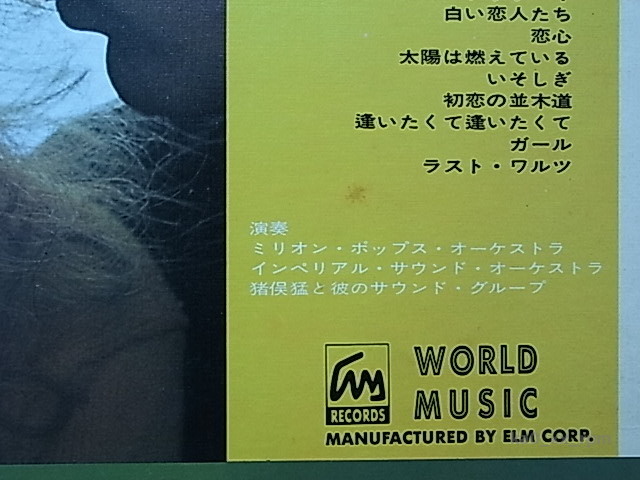 白い恋人たち
恋心
太陽は燃えている
いそしぎ
初恋の並木道
逢いたくて逢いたくて
ガール
ラスト・ワルツ
演奏
ミリオン・ポップス・オーケストラ
インペリアル・サウンド・オーケストラ
猪俣猛と彼のサウンド・グループ
RECORDS
WORLD
MUSIC
MANUFACTURED BY ELM CORP.